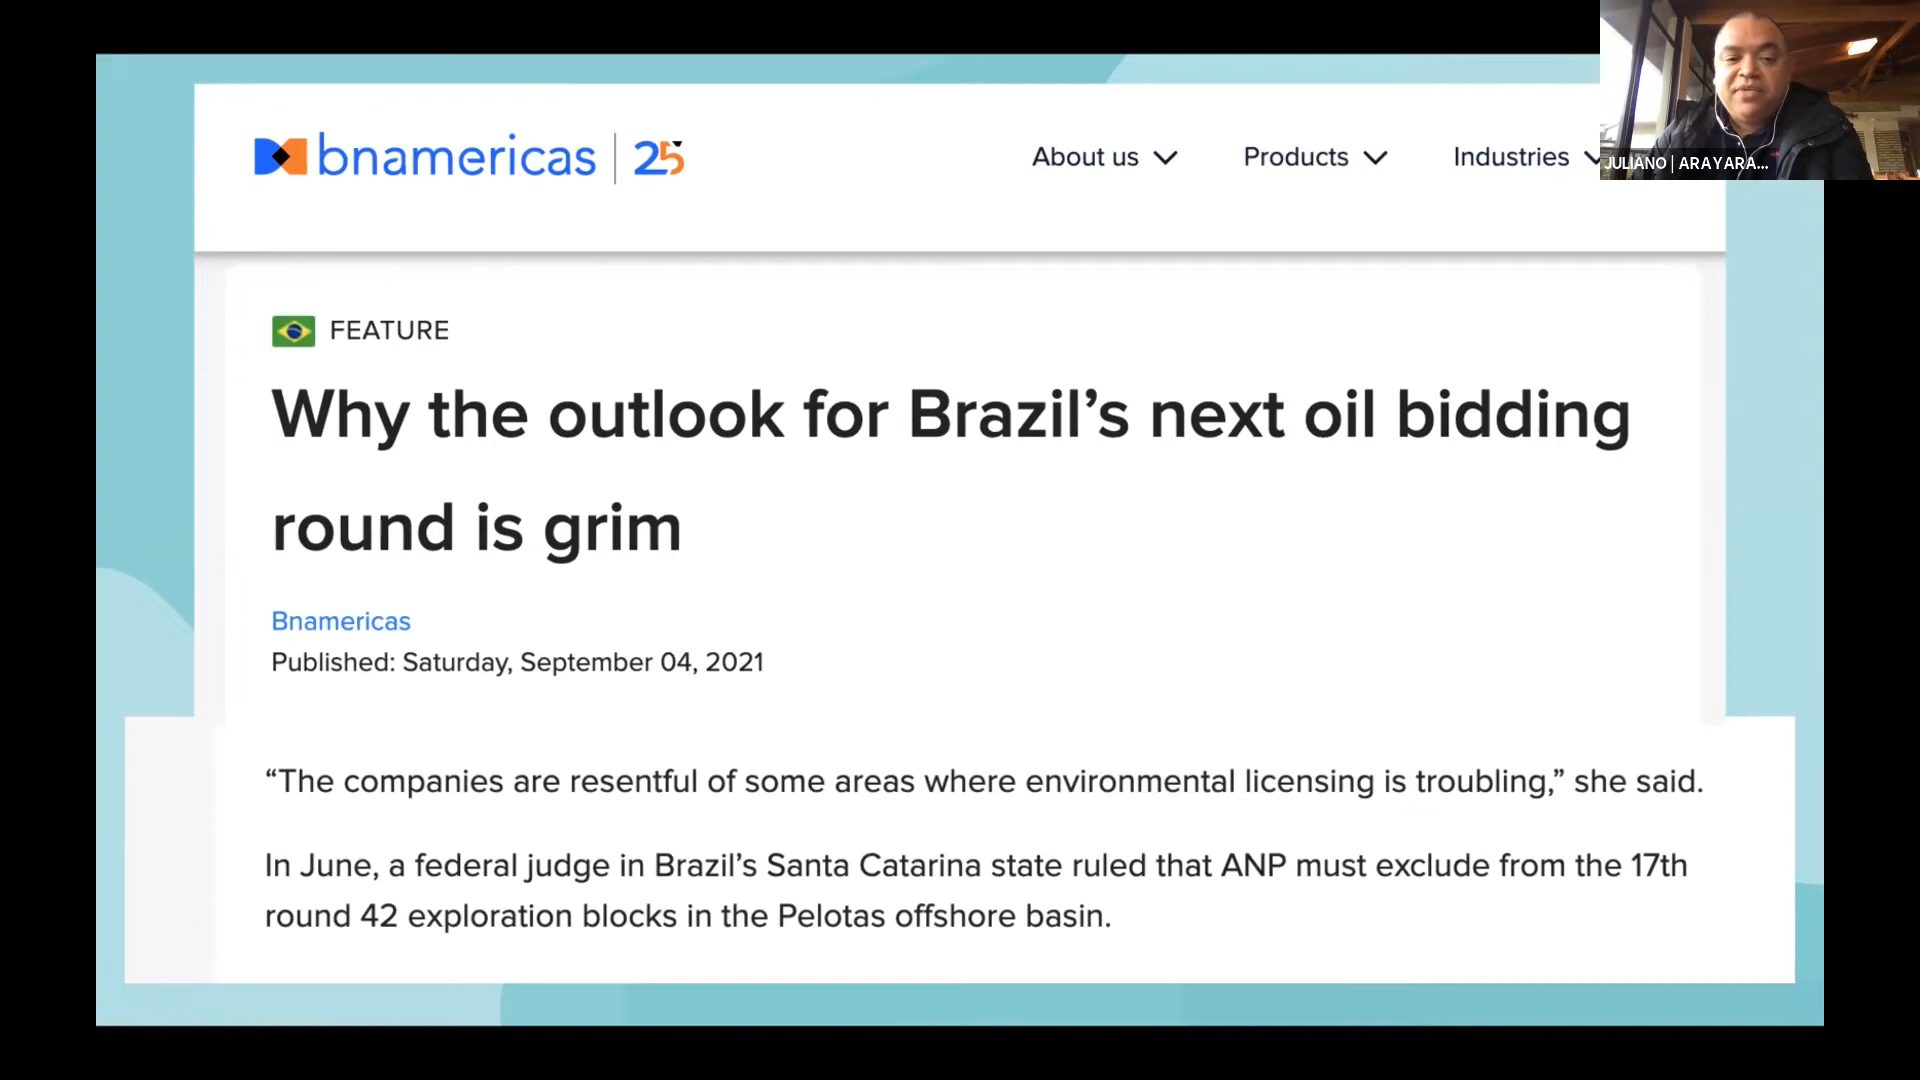 bnamericas | 25
About us
Products
Industries
JULIANO | ARAYARA...
FEATURE
Why the outlook for Brazil’s next oil bidding
round is grim
Bnamericas
Published: Saturday, September 04, 2021
“The companies are resentful of some areas where environmental licensing is troubling,” she said.
In June, a federal judge in Brazil’s Santa Catarina state ruled that ANP must exclude from the 17th
round 42 exploration blocks in the Pelotas offshore basin.